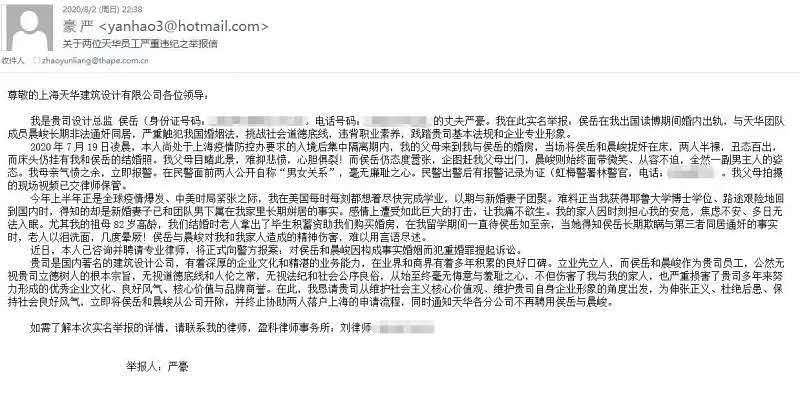 2020/8/2 (周日) 22:38
豪 严 <yanhao3@hotmail.com>
关于两位天华员工严重违纪之举报信
收件人 zhaoyunliang@thape.com.cn
尊敬的上海天华建筑设计有限公司各位领导:
我是贵司设计总监 侯岳(身份证号码: ,电话号码: 的丈夫严豪。我在此实名举报:侯岳在我出国读博期间婚内出轨,与天华团队
成员晨峻长期非法通奸同居,严重触犯我国婚姻法,挑战社会道德底线,违背职业素养,践踏贵司基本法规和企业专业形象。
2020 年 7 月 19 日凌晨,本人尚处于上海疫情防控办要求的入境后集中隔离期内,我的父母来到我与侯岳的婚房,当场将侯岳和晨峻捉奸在床,两人半裸,丑态百出,
而床头仍挂有我和侯岳的结婚照。我父母目睹此景,难抑悲愤,心胆俱裂!而侯岳仍态度嚣张,企图赶我父母出门,晨峻则始终面带微笑,从容不迫,全然一副男主人的姿
态。我母亲气愤之余,立即报警。在民警面前两人公开自称“男女关系”,毫无廉耻之心。民警出警后有报警记录为证(虹梅警署林警官,电话: 。我父母拍摄
的现场视频已交律师保管。
今年上半年正是全球疫情爆发、中美时局紧张之际,我在美国每时每刻都想着尽快完成学业,以期与新婚妻子团聚。难料正当我获得耶鲁大学博士学位、踏途艰险地回
到国内时,得知的却是新婚妻子已和团队男下属在我家里长期姘居的事实。感情上遭受如此巨大的打击,让我痛不欲生。我的家人因时刻担心我的安危,焦虑不安、多日无
法入眠。尤其我的祖母 82 岁高龄,我们结婚时老人拿出了毕生积蓄资助我们购买婚房,在我留学期间一直待侯岳如至亲,当她得知侯岳长期欺瞒与第三者同居通奸的事实
时,老人以泪洗面,几度晕厥!侯岳与晨峻对我和我家人造成的精神伤害,难以用言语尽述。
近日,本人已咨询并聘请专业律师,将正式向警方报案,对侯岳和晨峻因构成事实婚姻而犯重婚罪提起诉讼。
贵司是国内著名的建筑设计公司,有着深厚的企业文化和精湛的业务能力,在业界和商界有着多年积累的良好口碑。立业先立人,而侯岳和晨峻作为贵司员工,公然无
视贵司立德树人的根本宗旨,无视道德底线和人伦之带,无视法纪和社会公序良俗,从始至终毫无悔意与羞耻之心,不但伤害了我与我的家人,也严重损害了贵司多年来努
力形成的优秀企业文化、良好风气、核心价值与品牌商誉。在此,我恳请贵司从维护社会主义核心价值观、维护贵司自身企业形象的角度出发,为伸张正义、杜绝后患、保
持社会良好风气,立即将侯岳和晨峻从公司开除,并终止协助两人落户上海的申请流程,同时通知天华各分公司不再聘用侯岳与晨峻。
如需了解本次实名举报的详情,请联系我的律师,盈科律师事务所:刘律师
举报人:严豪